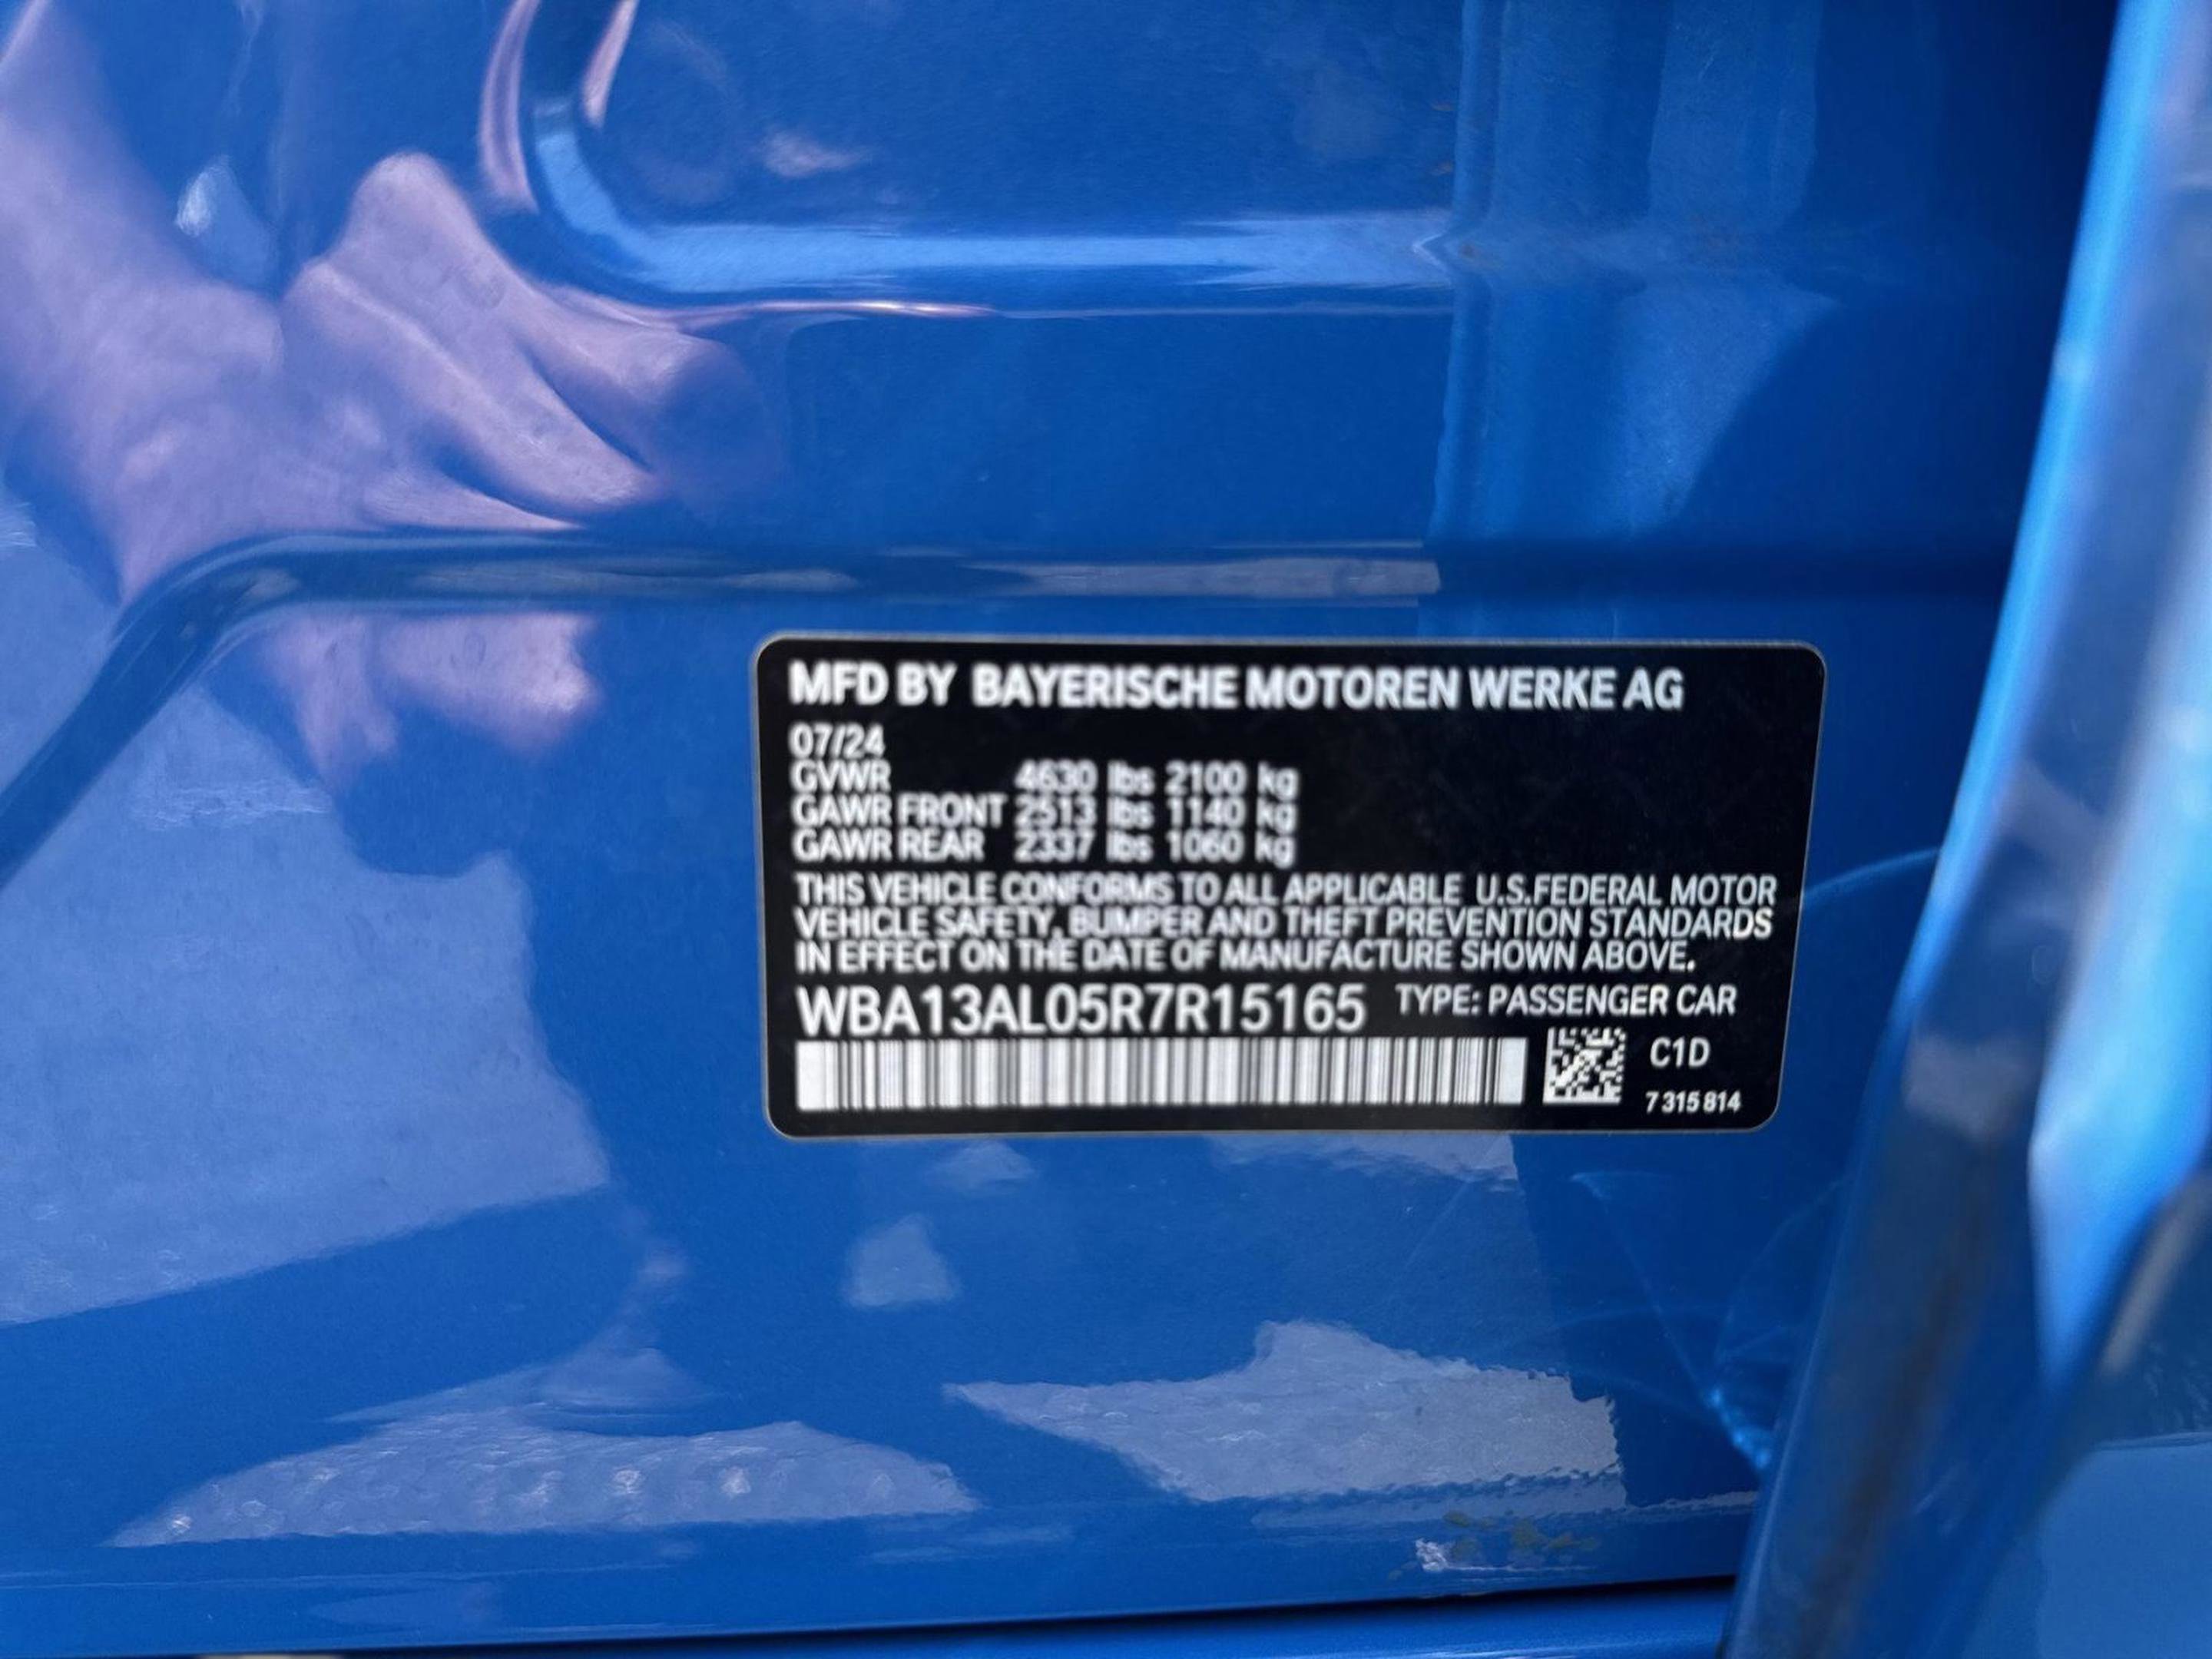 MFD BY BAYERISCHE MOTOREN WERKE AG
07/24
GVWR 4630 lbs 2100 kg
GAWR FRONT 2513 lbs 1140 kg
GAWR REAR 2337 lbs 1060 kg
THIS VEHICLE CONFORMS TO ALL APPLICABLE U.S.FEDERAL MOTOR
VEHICLE SAFETY, BUMPER AND THEFT PREVENTION STANDARDS
IN EFFECT ON THE DATE OF MANUFACTURE SHOWN ABOVE.
WBA13AL05R7R15165 TYPE: PASSENGER CAR
C1D
7 315 814